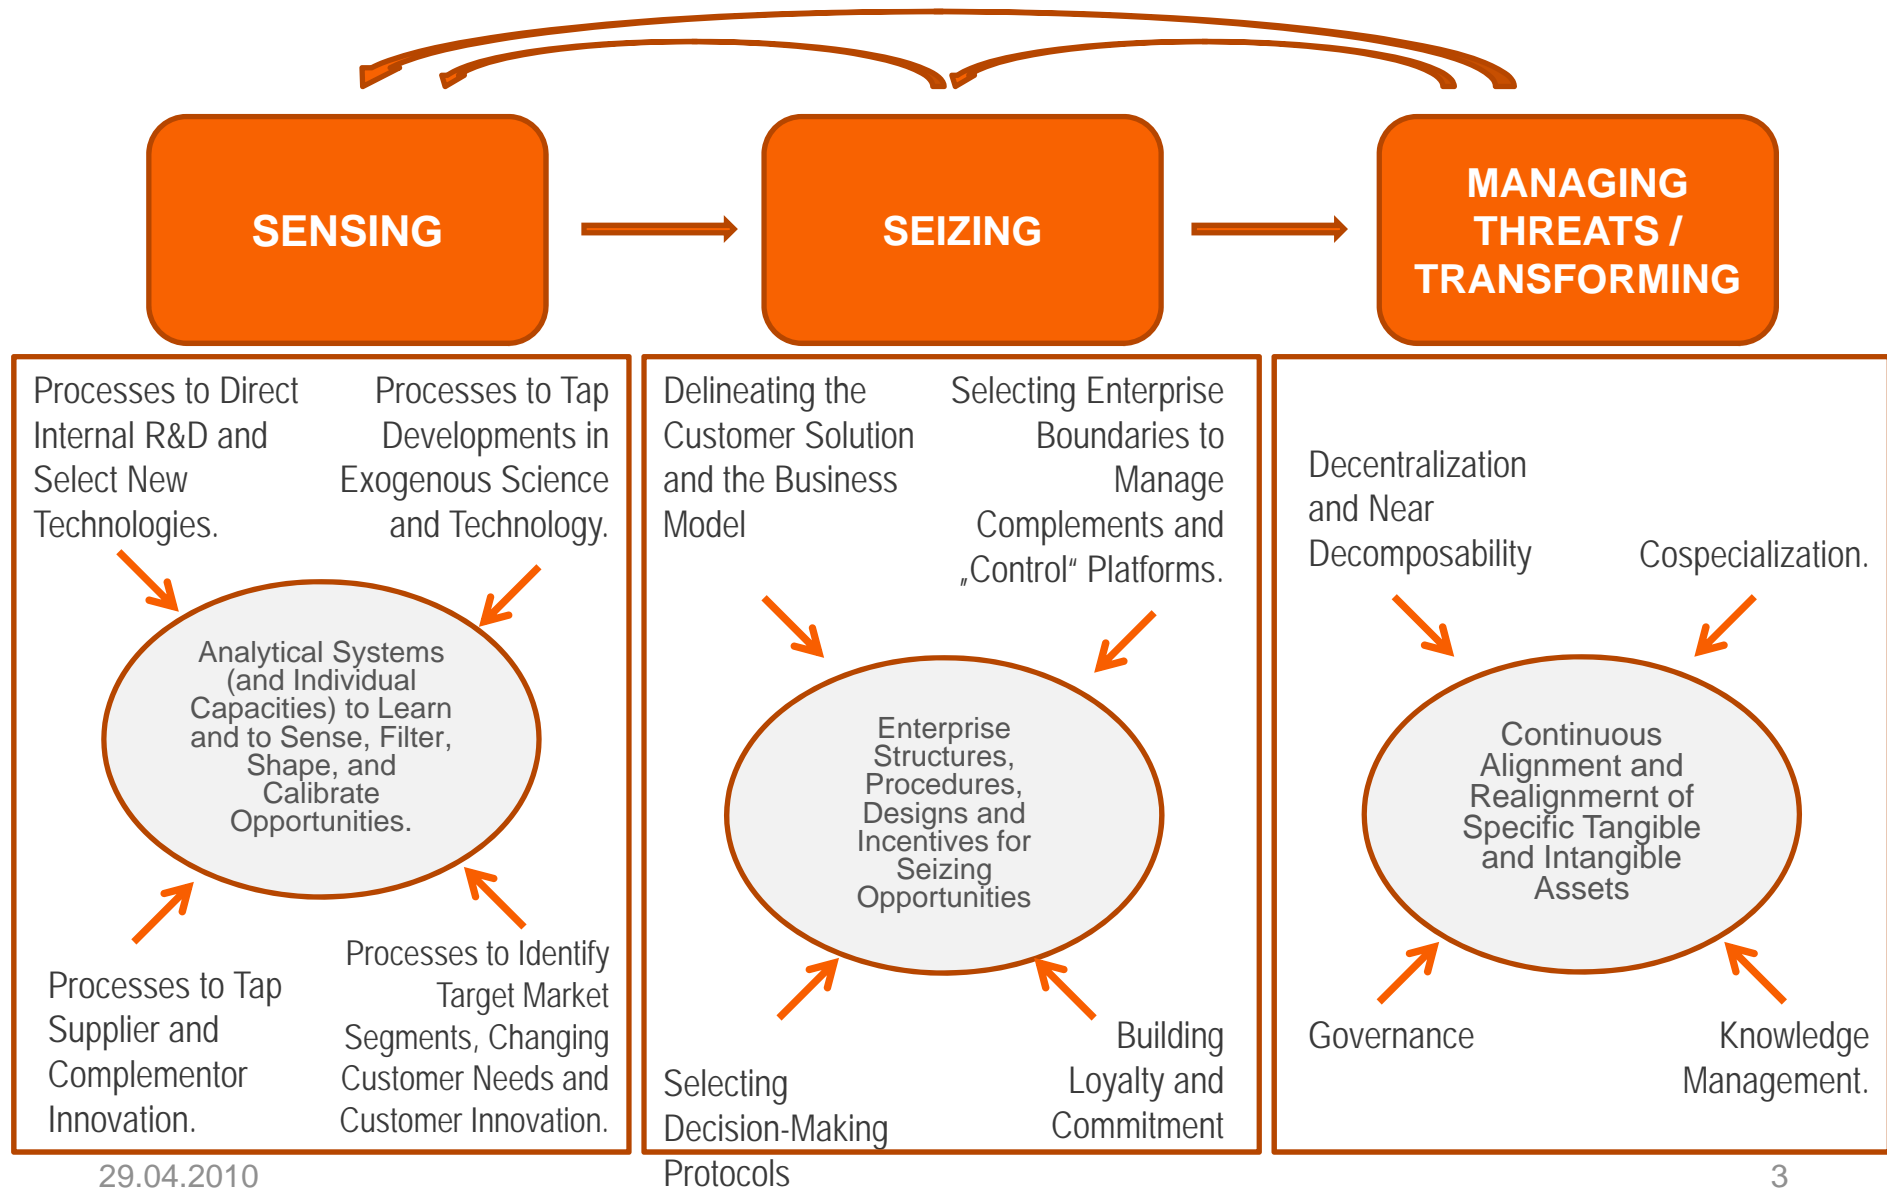 SENSING
SEIZING
MANAGING
THREATS /
TRANSFORMING
Processes to Direct
Internal R&D and
Select New
Technologies.
Processes to Tap
Developments in
Exogenous Science
and Technology.
Analytical Systems
(and Individual
Capacities) to Learn
and to Sense, Filter,
Shape, and
Calibrate
Opportunities.
Processes to Tap
Supplier and
Complementor
Innovation.
Processes to Identify
Target Market
Segments, Changing
Customer Needs and
Customer Innovation.
Delineating the
Customer Solution
and the Business
Model
Selecting Enterprise
Boundaries to
Manage
Complements and
„Control“ Platforms.
Enterprise
Structures,
Procedures,
Designs and
Incentives for
Seizing
Opportunities
Selecting
Decision-Making
Protocols
Building
Loyalty and
Commitment
Decentralization
and Near
Decomposability
Cospecialization.
Continuous
Alignment and
Realignmernt of
Specific Tangible
and Intangible
Assets
Governance
Knowledge
Management.
29.04.2010
3